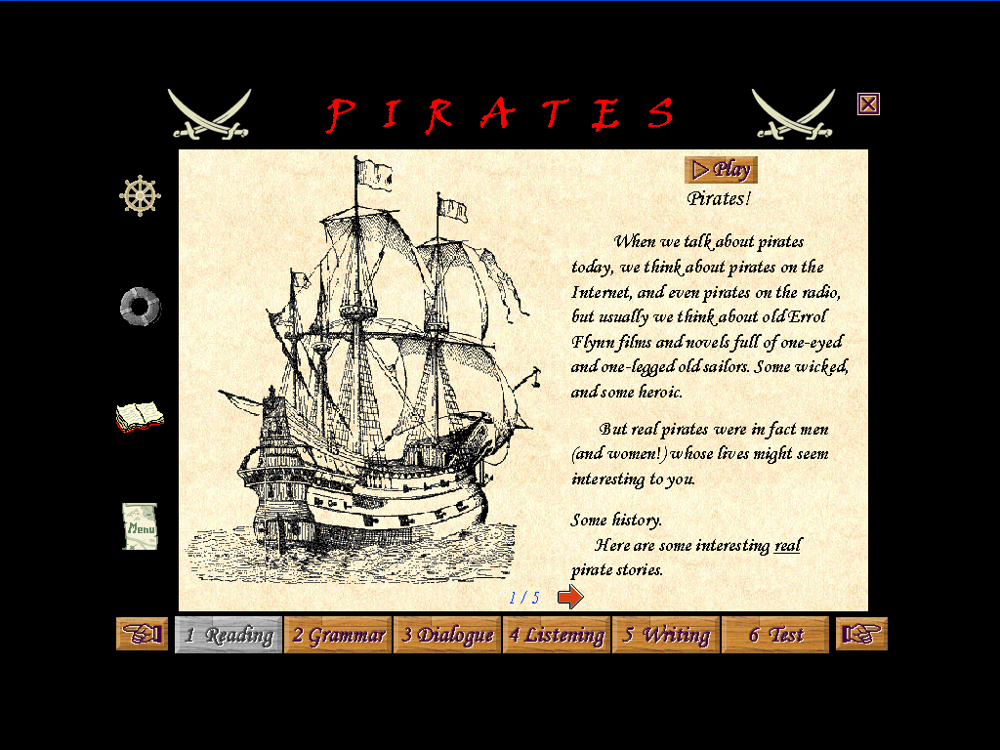 PIRATES
Play
Pirates!
When we talk about pirates
today, we think about pirates on the
Internet, and even pirates on the radio,
but usually we think about old Errol
Flynn films and novels full of one-eyed
and one-legged old sailors. Some wicked,
and some heroic.
But real pirates were in fact men
(and women!) whose lives might seem
interesting to you.
Some history.
Here are some interesting real
pirate stories.
Menu
1 / 5
1 Reading
2 Grammar
3 Dialogue
4 Listening
5 Writing
6 Test